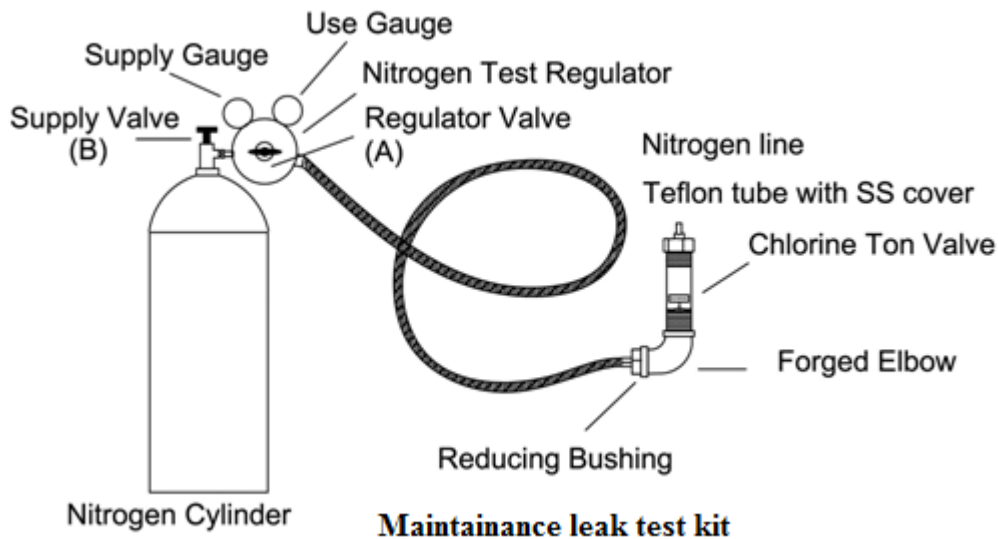 Use Gauge
Supply Gauge
Nitrogen Test Regulator
Supply Valve
(B)
Regulator Valve
(A)
Nitrogen line
Teflon tube with SS cover
Chlorine Ton Valve
Forged Elbow
Reducing Bushing
Nitrogen Cylinder
Maintainance leak test kit